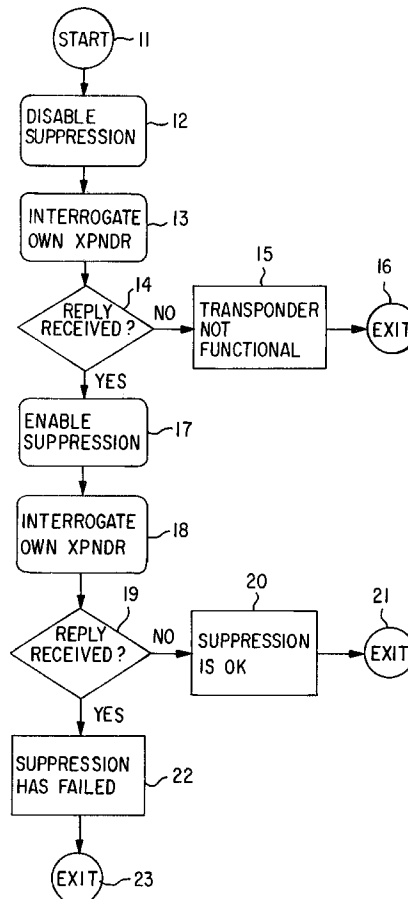 START
11
DISABLE
SUPPRESSION
12
INTERROGATE
OWN XPNDR
13
14
REPLY
RECEIVED?
NO
15
TRANSPONDER
NOT
FUNCTIONAL
16
EXIT
YES
ENABLE
SUPPRESSION
17
INTERROGATE
OWN XPNDR
18
19
REPLY
RECEIVED?
NO
20
SUPPRESSION
IS OK
21
EXIT
YES
SUPPRESSION
HAS FAILED
22
EXIT
23